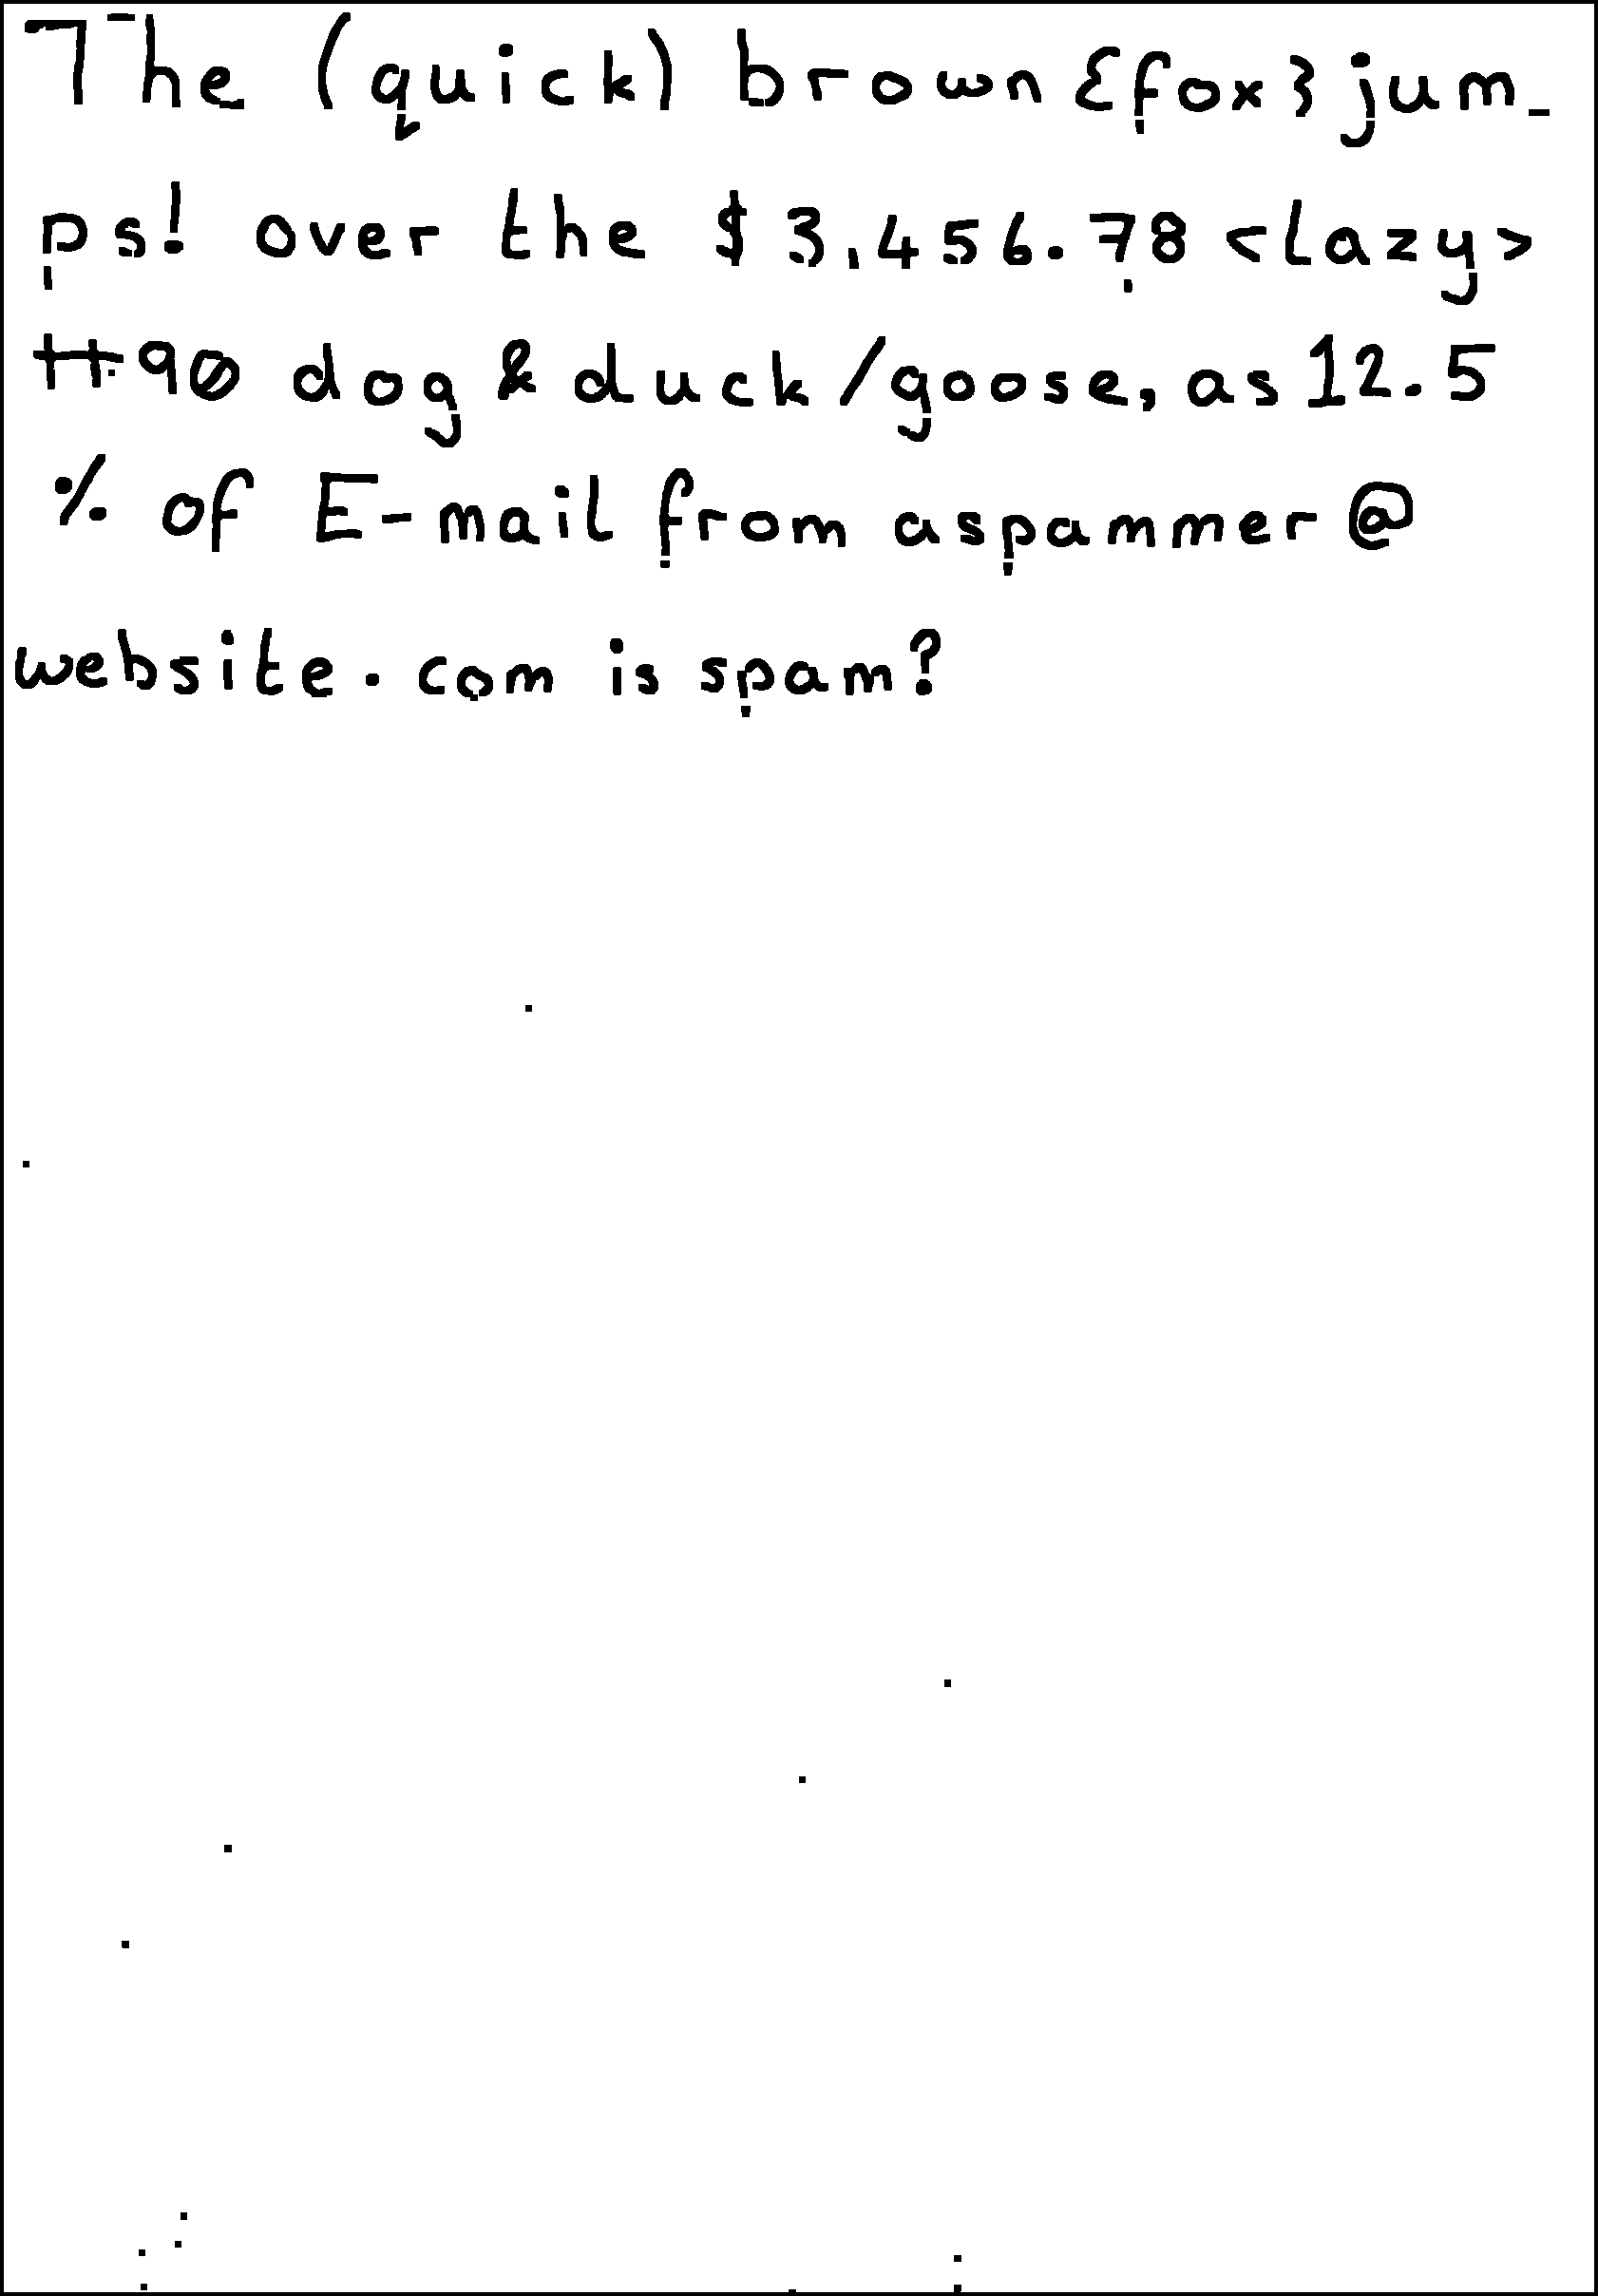 The (quick) brown {fox} jum-
ps! over the $3,456.78 <lazy>
#90 dog & duck/goose, as 12.5
% of E-mail from aspammer@
website.com is spam?